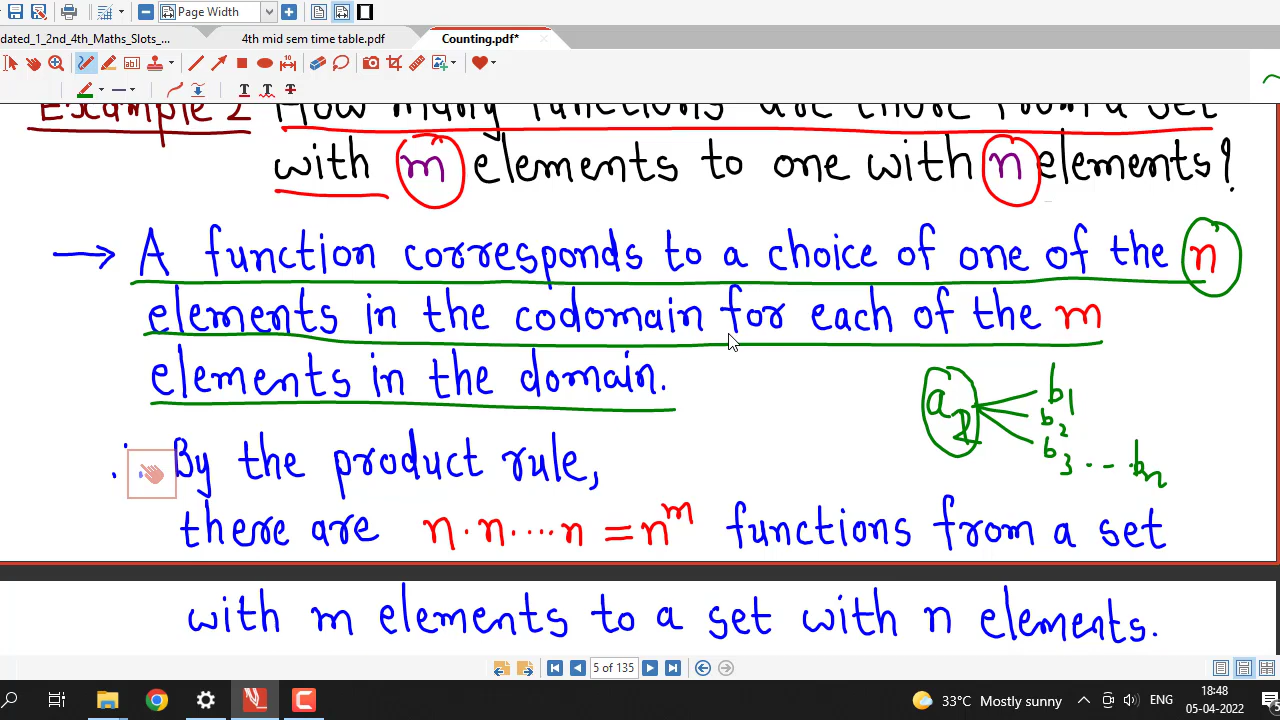 Page Width
dated_1_2nd_4th_Maths_Slots_...
4th mid sem time table.pdf
Counting.pdf*
Example 2 How many functions are there from a set
with m elements to one with n elements?
→ A function corresponds to a choice of one of the n
elements in the codomain for each of the m
elements in the domain.
b1
a2
b2
b3 . - - . bn
By the product rule,
there are n·n·...n = n^m functions from a set
with m elements to a set with n elements.
5 of 135
33°C Mostly sunny
ENG
18:48
05-04-2022